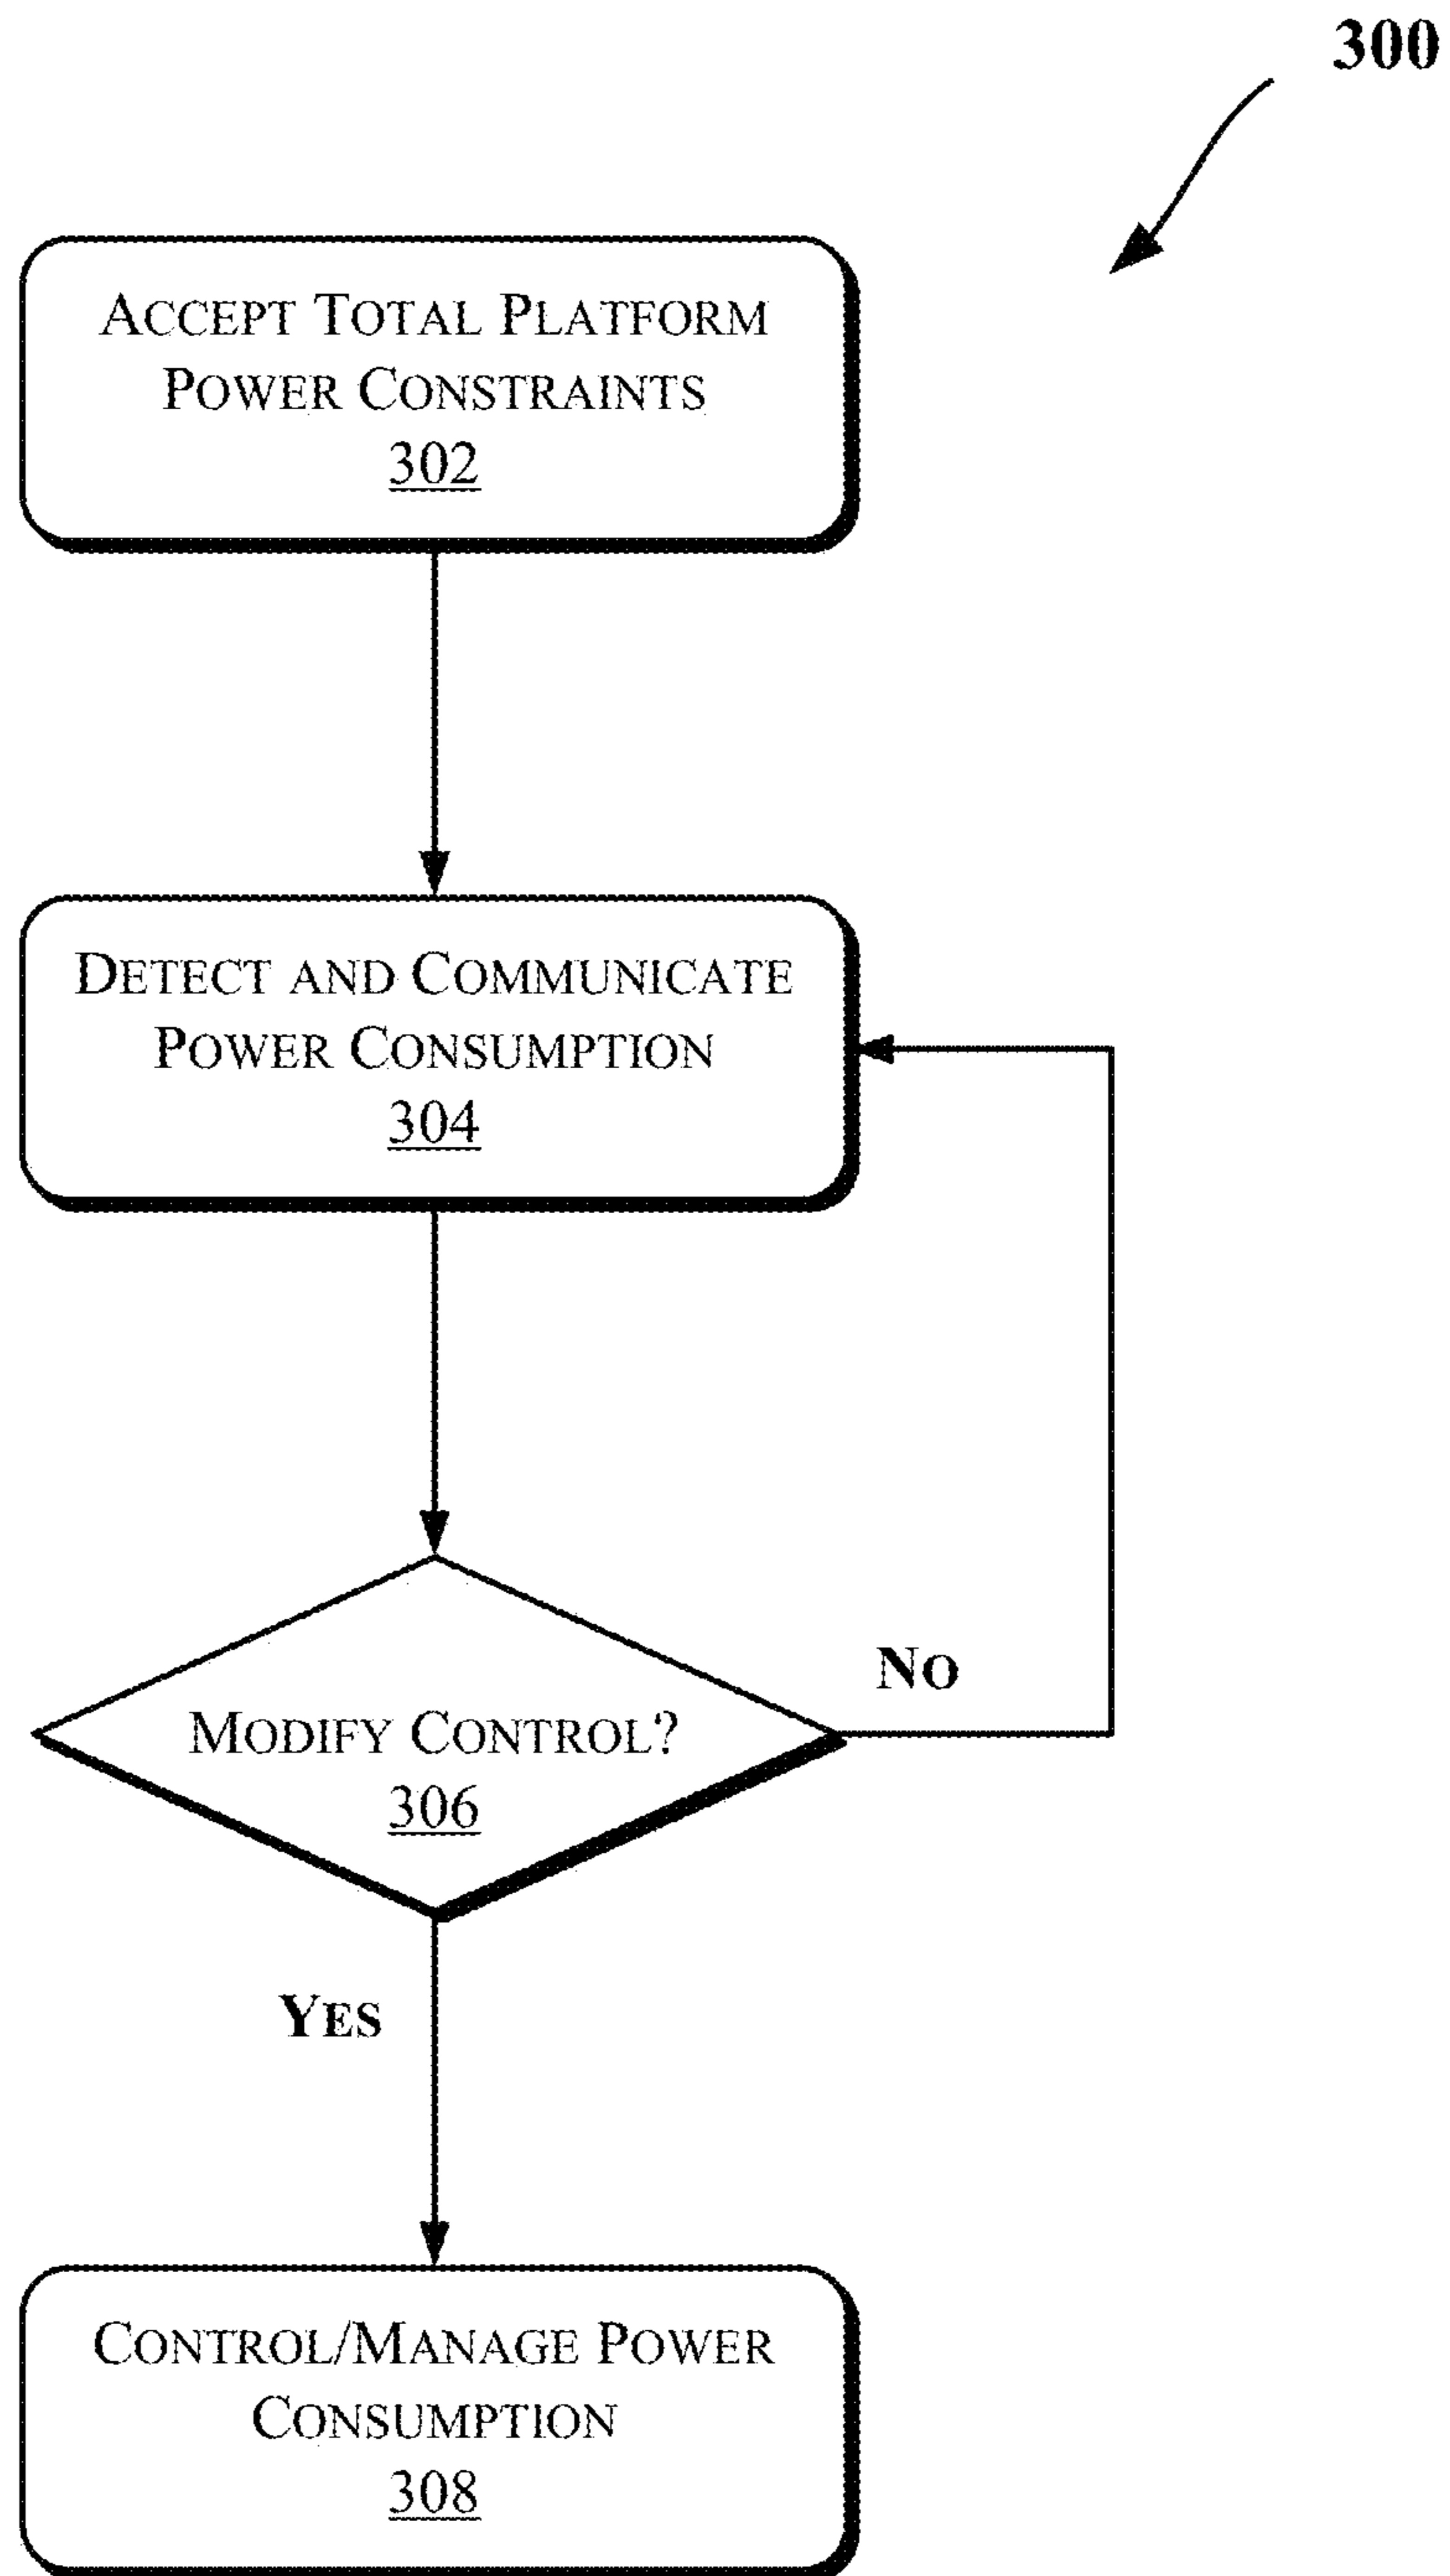 300
ACCEPT TOTAL PLATFORM
POWER CONSTRAINTS
302
DETECT AND COMMUNICATE
POWER CONSUMPTION
304
NO
MODIFY CONTROL?
306
YES
CONTROL/MANAGE POWER
CONSUMPTION
308